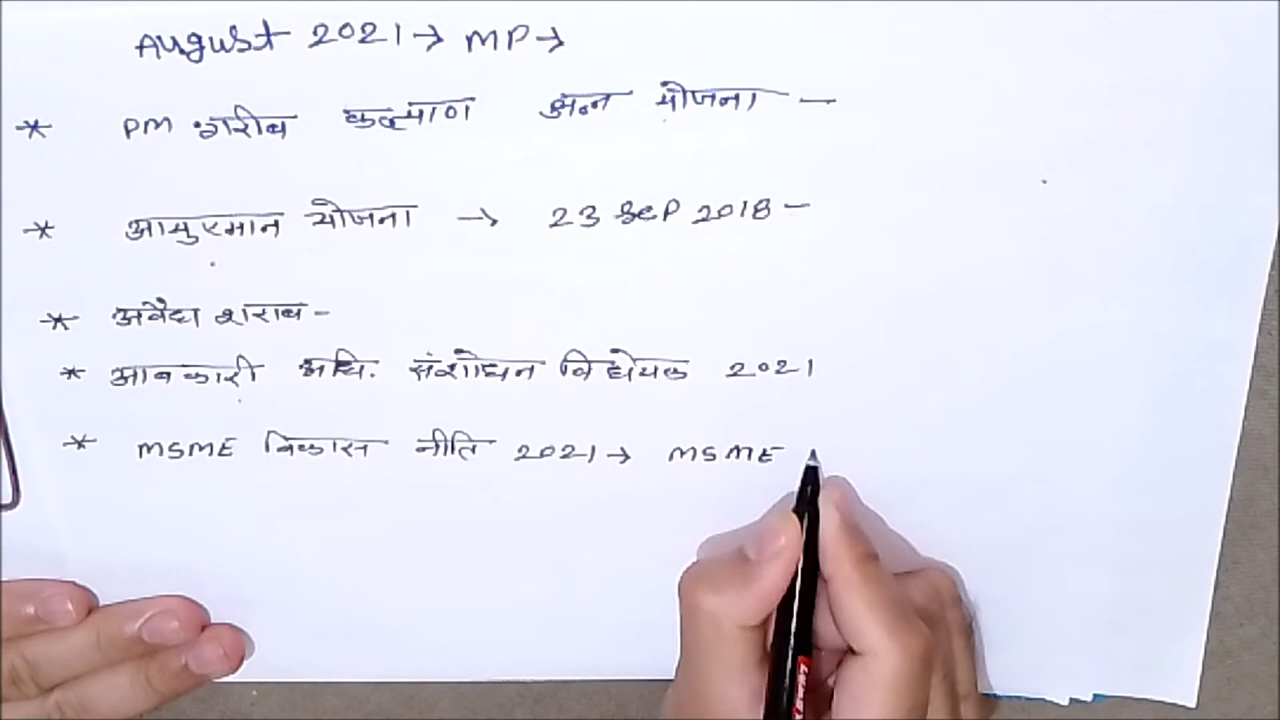 August 2021 → MP →
* PM गरीब कल्याण अन्न योजना —
* आयुष्मान योजना → 23 Sep 2018 —
* अवैध शराब -
* आबकारी अधि. संशोधन विधेयक 2021
* MSME विकास नीति 2021 → MSME